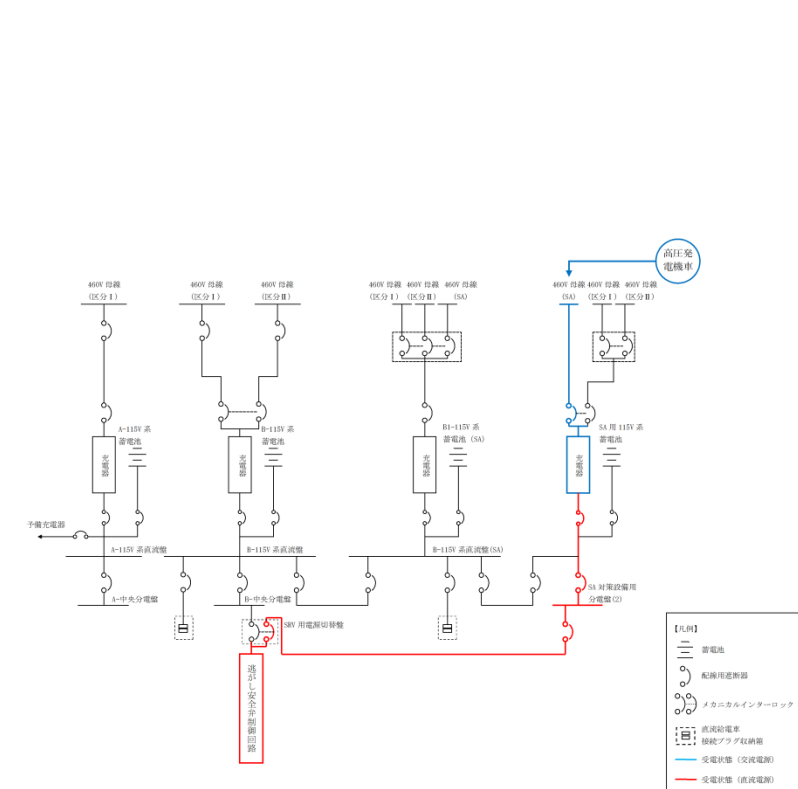 高圧発
電機車
460V 母線
(区分Ⅰ)
460V 母線
(区分Ⅰ)
460V 母線
(区分Ⅱ)
460V 母線
(区分Ⅰ)
460V 母線
(区分Ⅱ)
460V 母線
(SA)
460V 母線
(SA)
460V 母線
(区分Ⅰ)
460V 母線
(区分Ⅱ)
A-115V 系
蓄電池
B-115V 系
蓄電池
B1-115V 系
蓄電池 (SA)
SA 用 115V 系
蓄電池
充電器
充電器
充電器
充電器
予備充電器
A-115V 系直流盤
B-115V 系直流盤
B-115V 系直流盤(SA)
A-中央分電盤
B-中央分電盤
SA 対策設備用
分電盤(2)
SRV 用電源切替盤
逃がし安全弁制御回路
【凡例】
蓄電池
配線用遮断器
メカニカルインターロック
直流給電車
接続プラグ収納箱
受電状態 (交流電源)
受電状態 (直流電源)